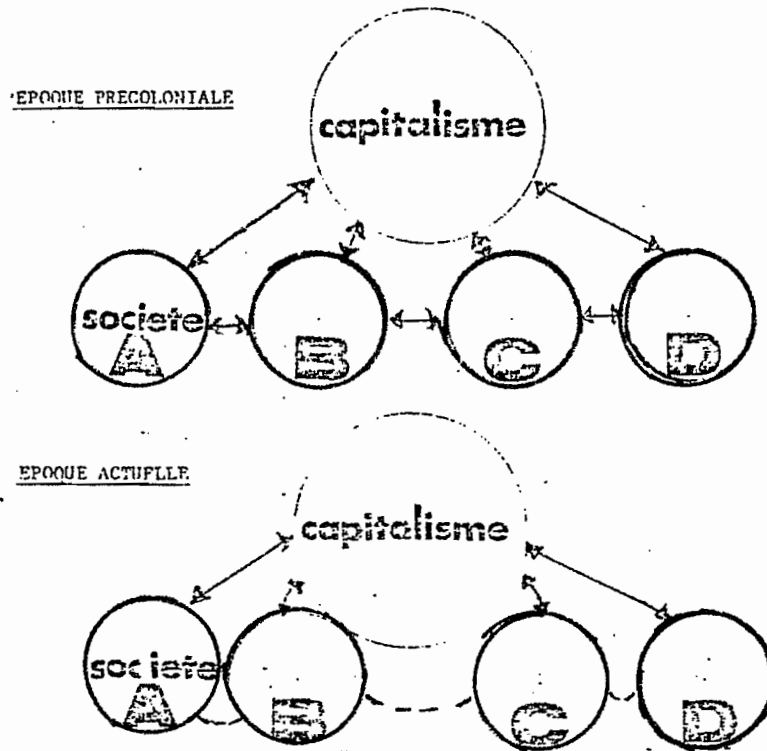 EPOQUE PRECOLONIALE
capitalisme
societe
A B C D
EPOQUE ACTUELLE
capitalisme
societe
A B C D